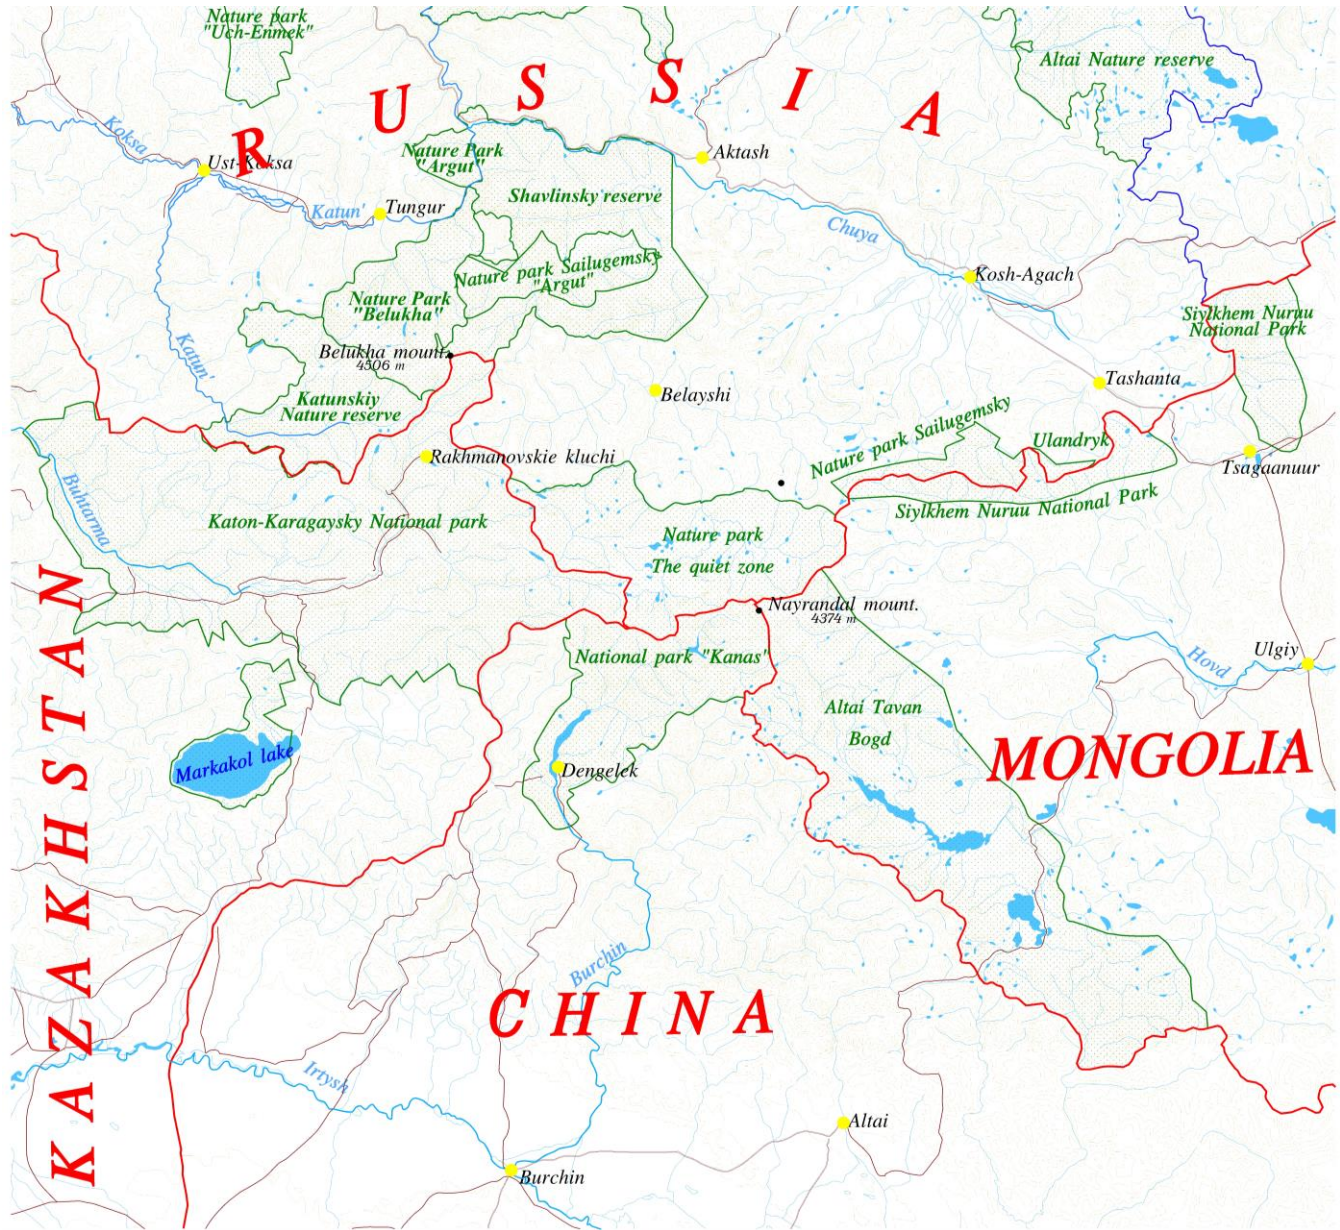 Nature park
"Uch-Enmek"
RUSSIA
Altai Nature reserve
Koksa
Ust-Koksa
Nature Park
"Argut"
Aktash
Shavlinsky reserve
Katun'
Tungur
Chuya
Nature park Sailugemsky
"Argut"
Kosh-Agach
Nature Park
"Belukha"
Siylkhem Nuruu
National Park
Katun'
Belukha mount.
4506 m
Tashanta
Belayshi
Katunskiy
Nature reserve
Nature park Sailugemsky
Ulandryk
Rakhmanovskie kluchi
Tsagaanuur
Buhtarma
Katon-Karagaysky National park
Siylkhem Nuruu National Park
Nature park
The quiet zone
Nayrandal mount.
4374 m
KAZAKHSTAN
National park "Kanas"
Hovd
Ulgiy
Altai Tavan
Bogd
Markakol lake
MONGOLIA
Dengelek
Burchin
CHINA
Irtysh
Altai
Burchin